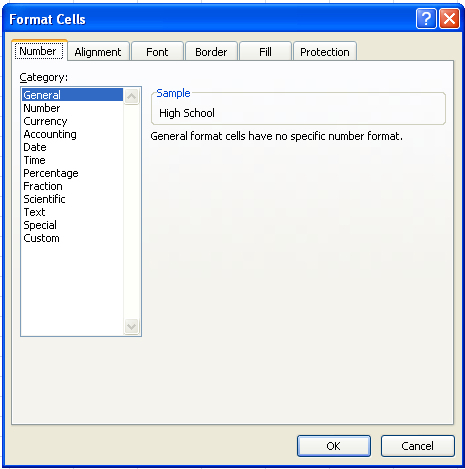 Format Cells
Number Alignment Font Border Fill Protection
Category:
General
Number
Currency
Accounting
Date
Time
Percentage
Fraction
Scientific
Text
Special
Custom
Sample
High School
General format cells have no specific number format.
OK Cancel